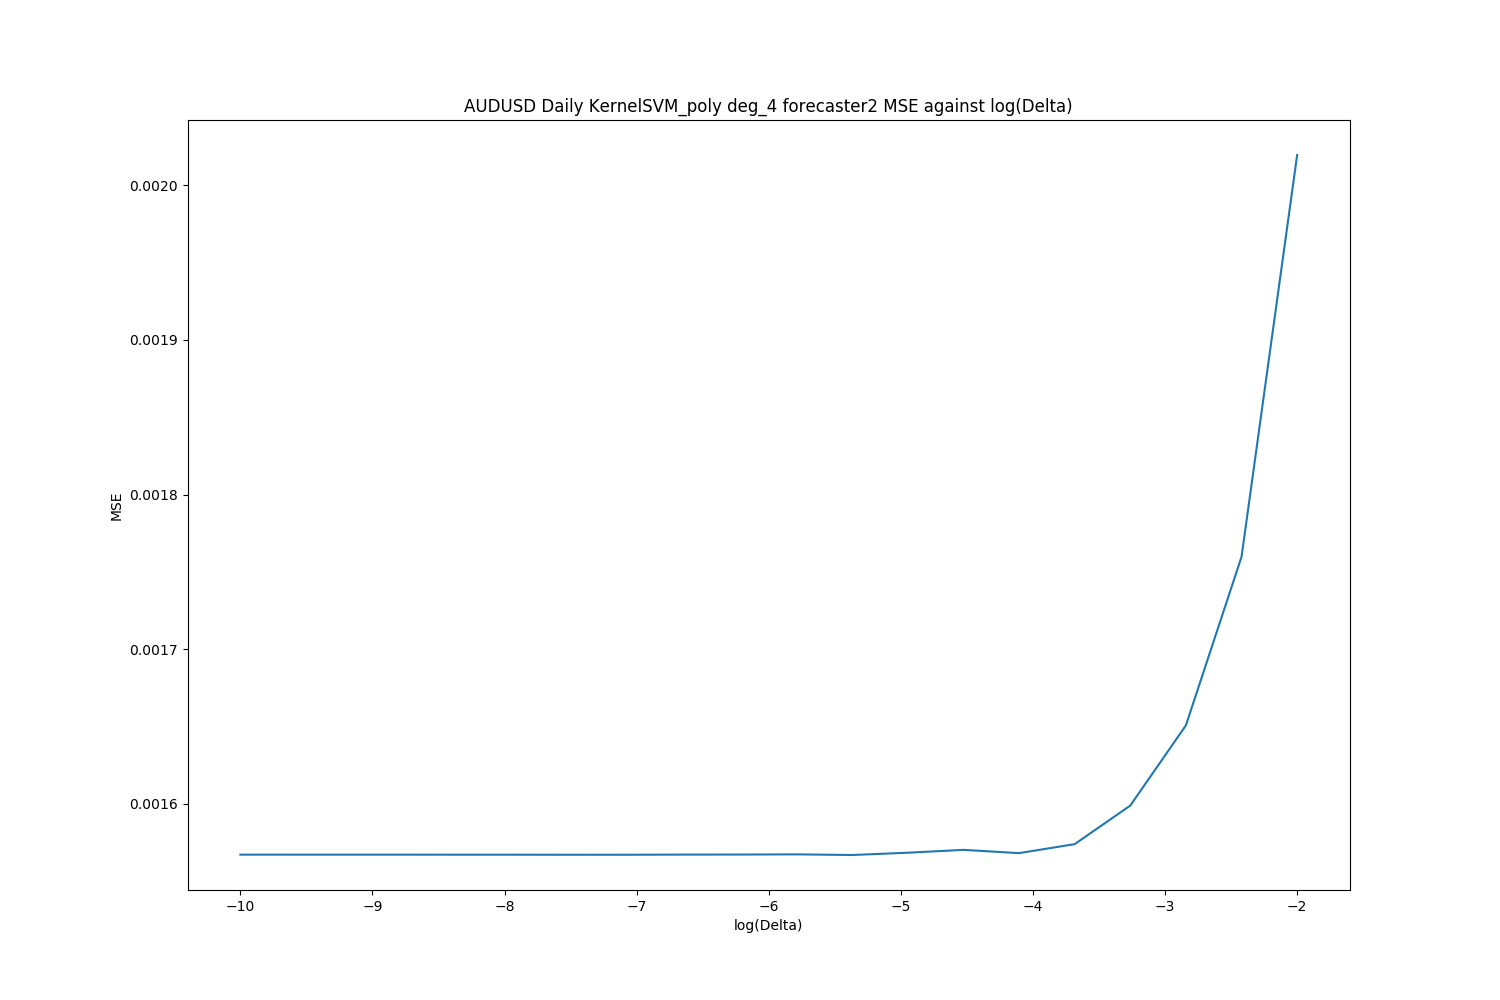 AUDUSD Daily KernelSVM_poly deg_4 forecaster2 MSE against log(Delta)
0.0020
0.0019
0.0018
MSE
0.0017
0.0016
−10 −9 −8 −7 −6 −5 −4 −3 −2
log(Delta)